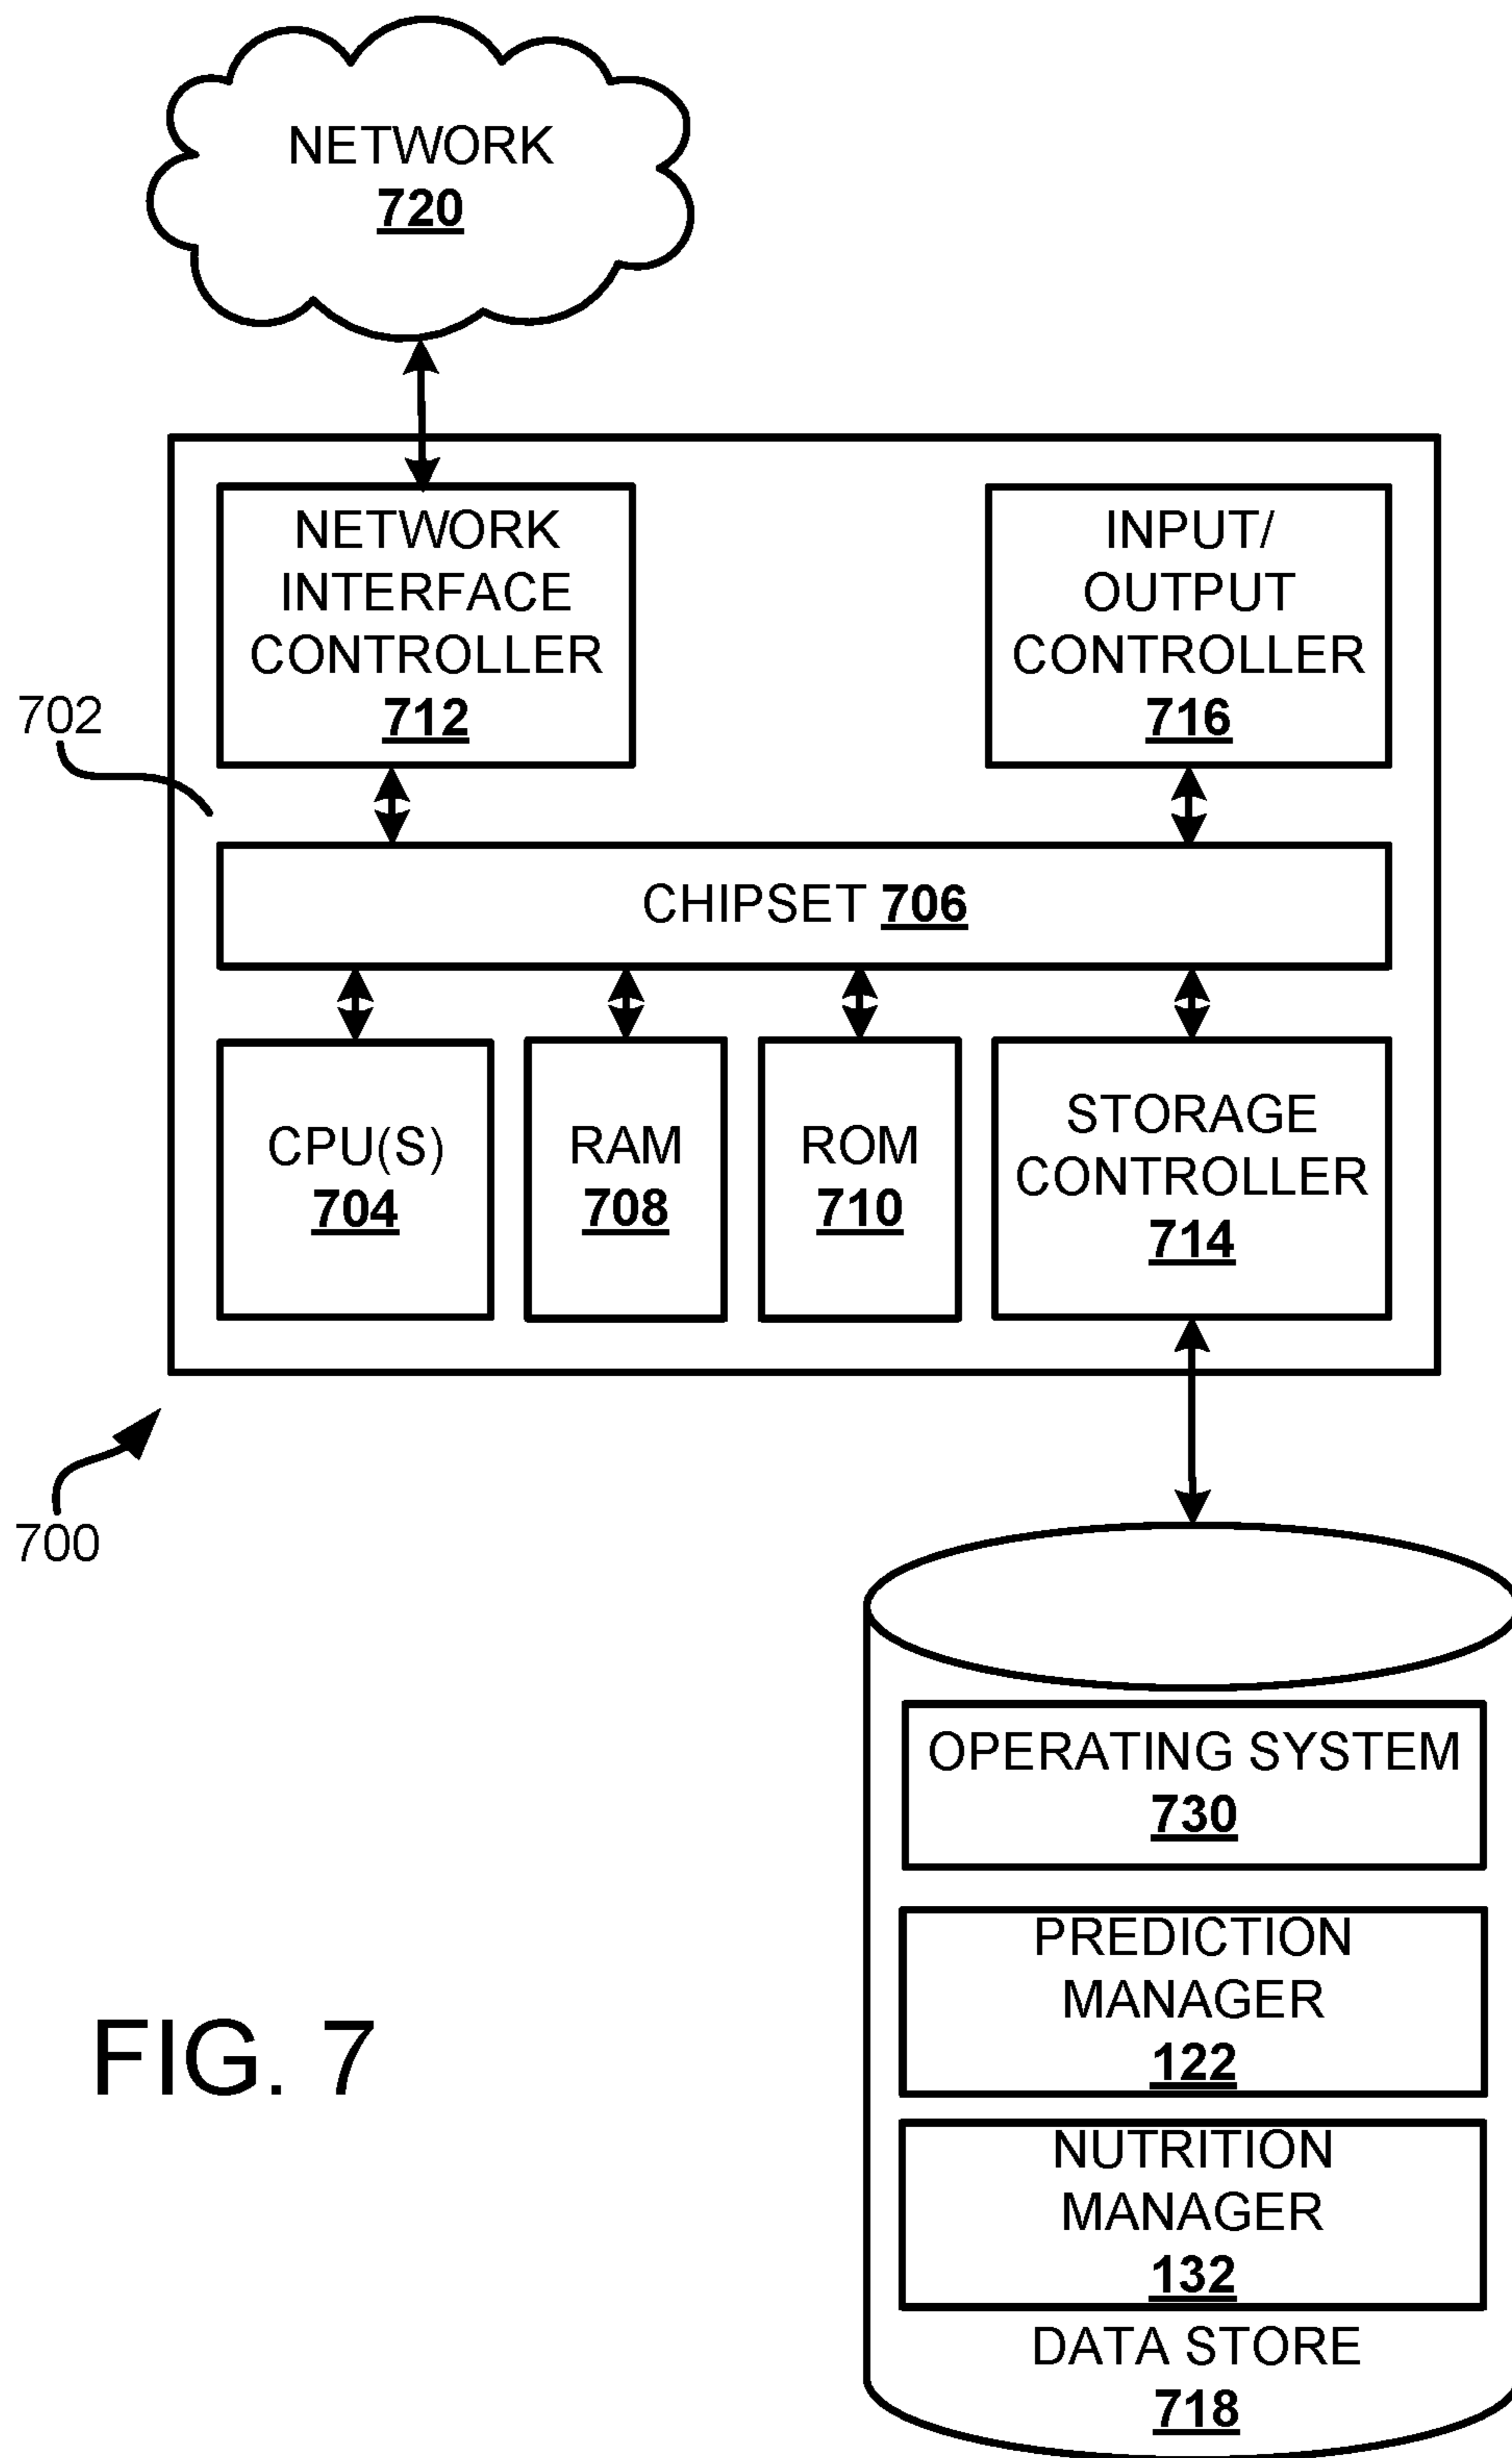 NETWORK
720
NETWORK
INTERFACE
CONTROLLER
712
INPUT/
OUTPUT
CONTROLLER
716
702
CHIPSET 706
CPU(S)
704
RAM
708
ROM
710
STORAGE
CONTROLLER
714
700
OPERATING SYSTEM
730
PREDICTION
MANAGER
122
NUTRITION
MANAGER
132
DATA STORE
718
FIG. 7